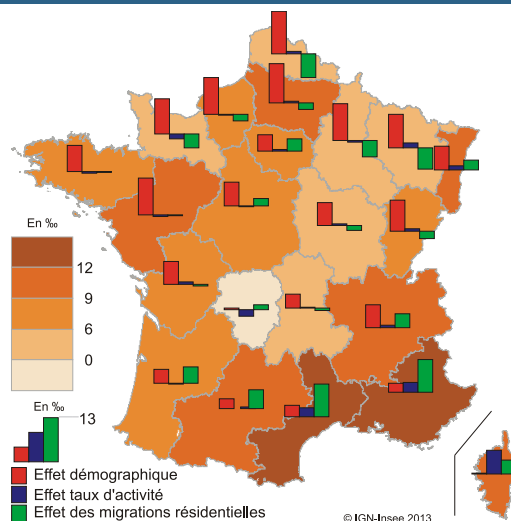 En ‰
12
9
6
0
En ‰
13
Effet démographique
Effet taux d'activité
Effet des migrations résidentielles
© IGN-Insee 2013